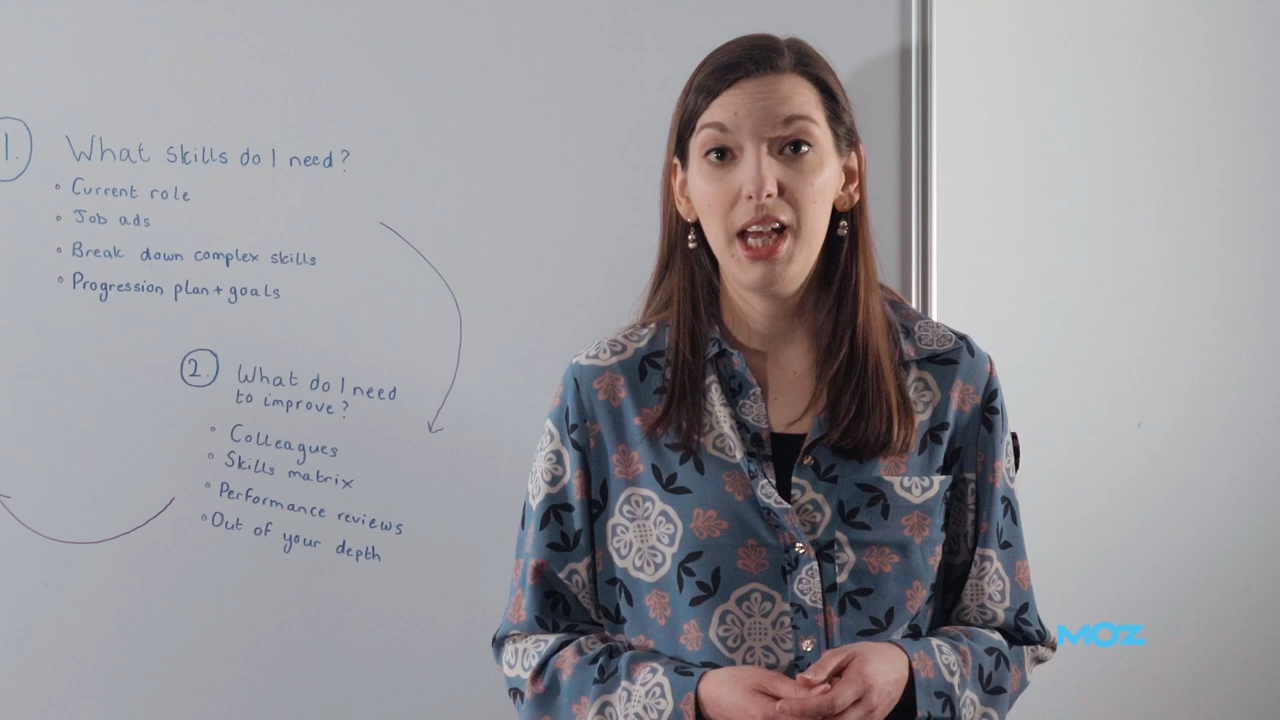 1. What skills do I need?
• Current role
• Job ads
• Break down complex skills
• Progression plan + goals
2. What do I need
to improve?
• Colleagues
• Skills matrix
• Performance reviews
• Out of your depth
MOZ